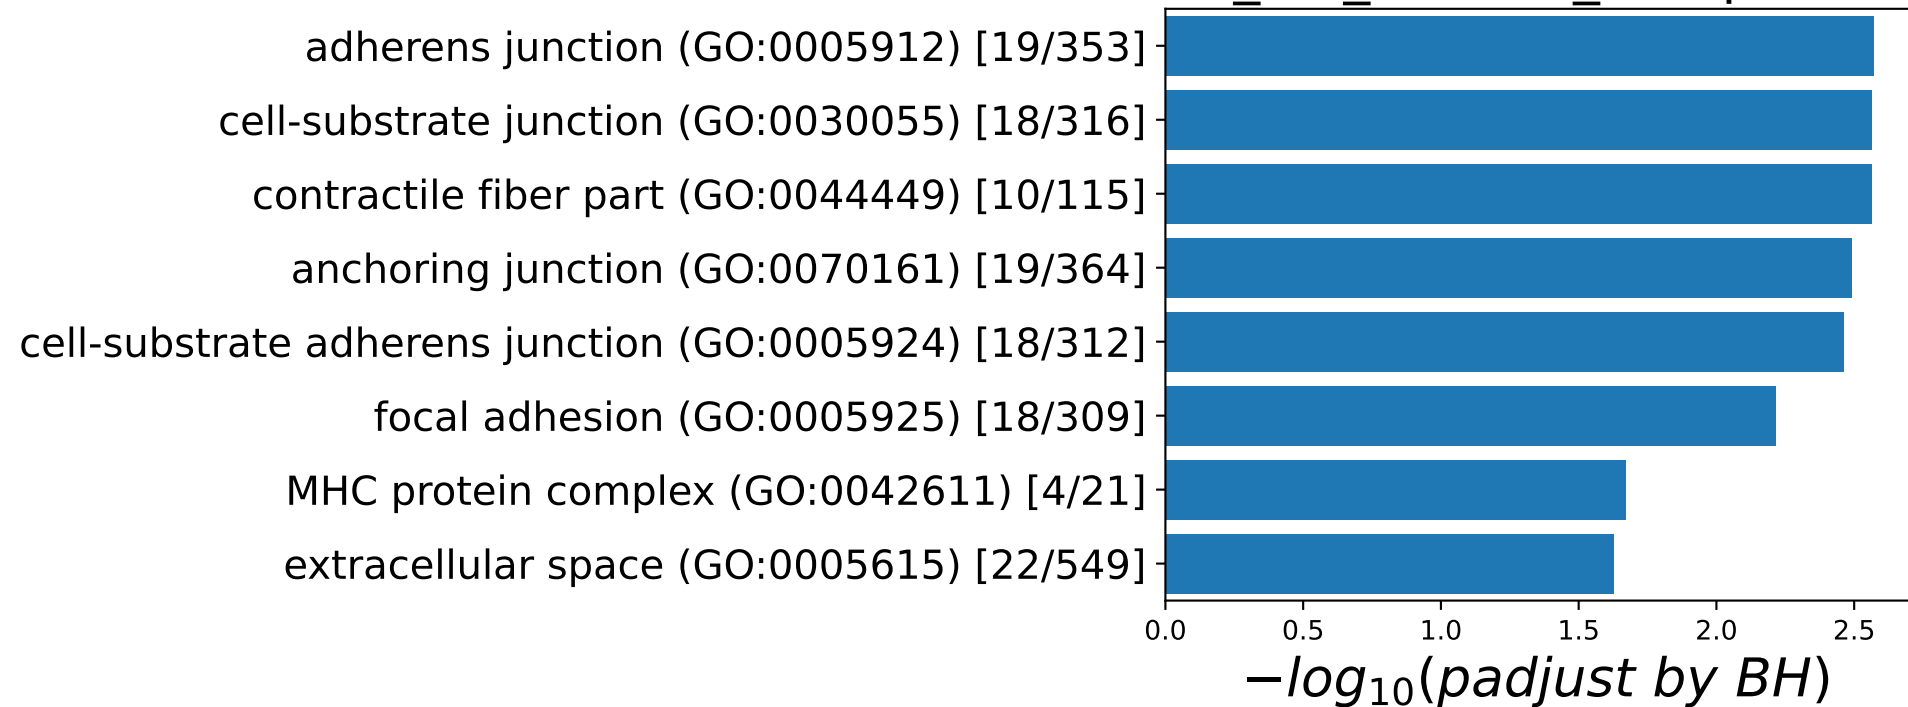 adherens junction (GO:0005912) [19/353]
cell-substrate junction (GO:0030055) [18/316]
contractile fiber part (GO:0044449) [10/115]
anchoring junction (GO:0070161) [19/364]
cell-substrate adherens junction (GO:0005924) [18/312]
focal adhesion (GO:0005925) [18/309]
MHC protein complex (GO:0042611) [4/21]
extracellular space (GO:0005615) [22/549]
0.0 0.5 1.0 1.5 2.0 2.5
−log₁₀(padjust by BH)